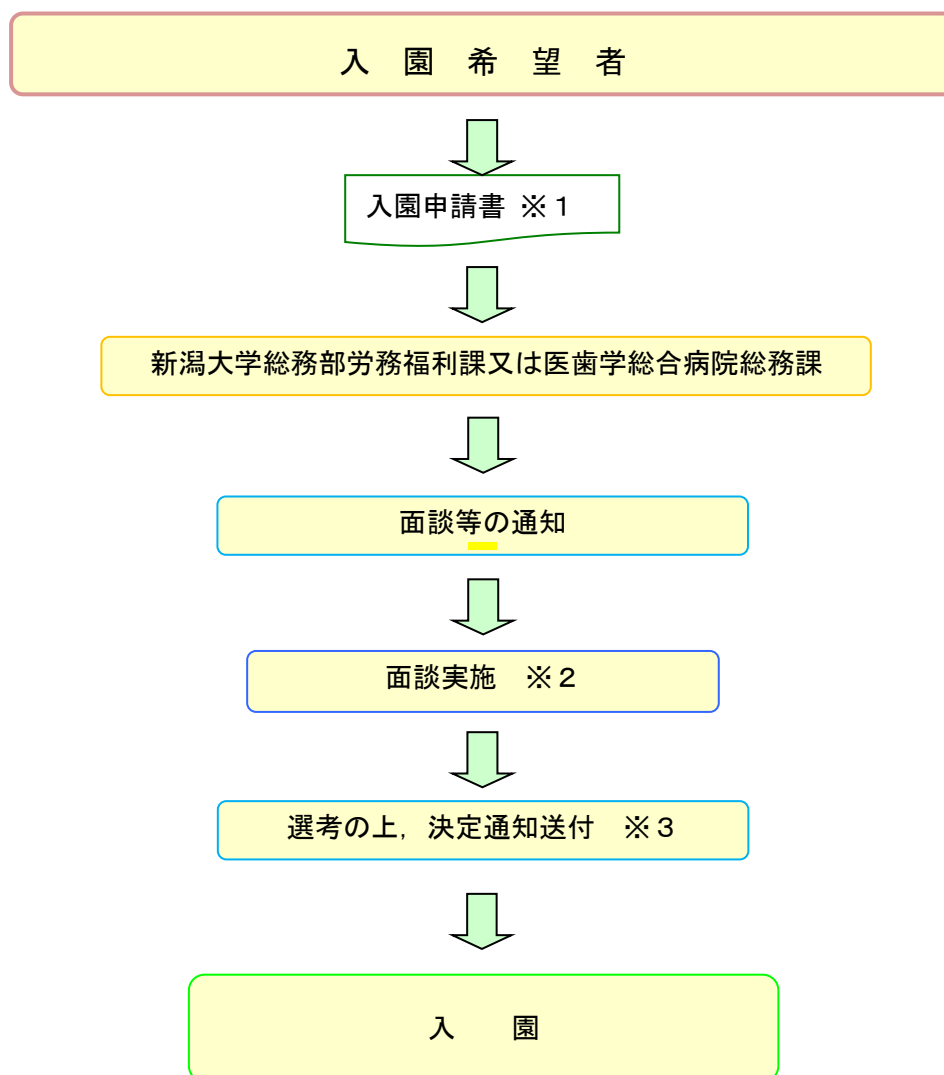 入　園　希　望　者
入園申請書 ※１
新潟大学総務部労務福利課又は医歯学総合病院総務課
面談等の通知
面談実施　※２
選考の上，決定通知送付　※３
入　　園